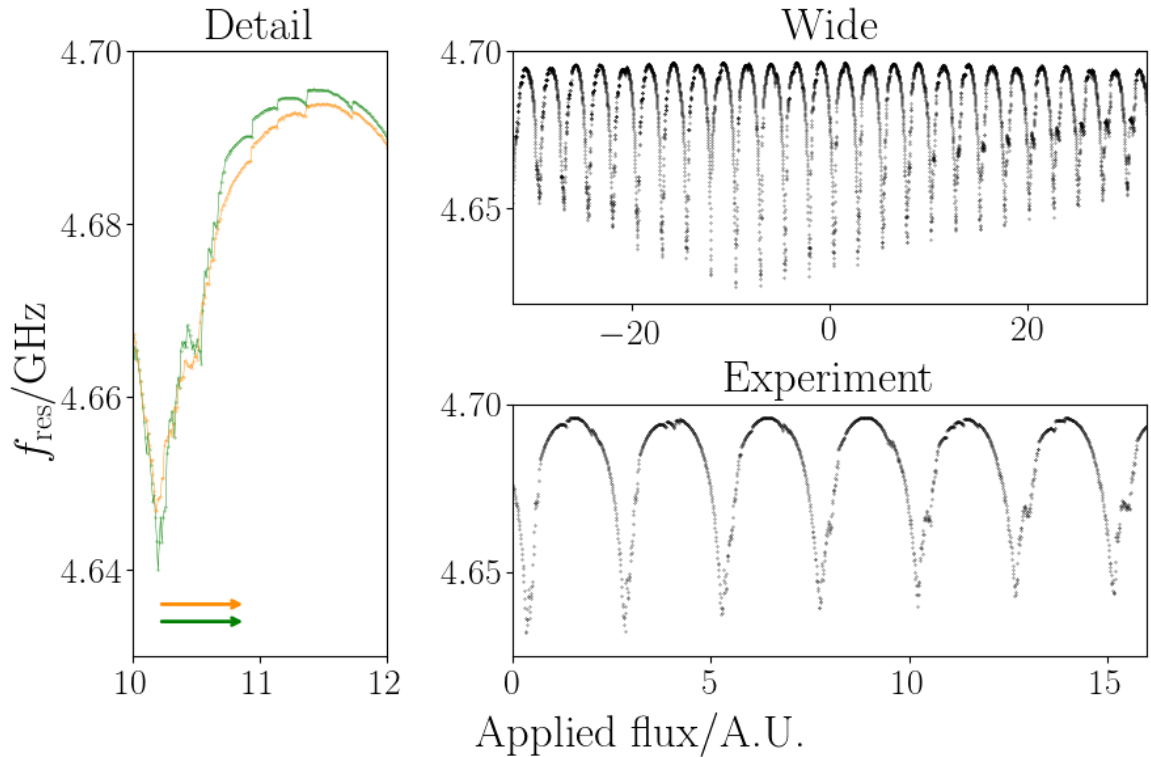 Detail
4.70
4.68
4.66
4.64
10 11 12
f_res/GHz
Wide
4.70
4.65
−20 0 20
Experiment
4.70
4.65
0 5 10 15
Applied flux/A.U.